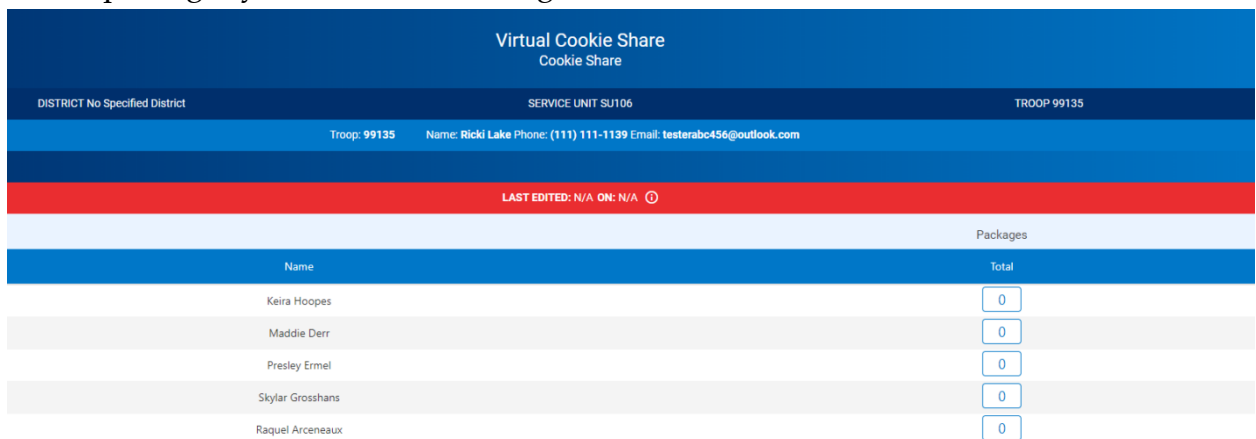 Virtual Cookie Share
Cookie Share
DISTRICT No Specified District SERVICE UNIT SU106 TROOP 99135
Troop: 99135 Name: Ricki Lake Phone: (111) 111-1139 Email: testerabc456@outlook.com
LAST EDITED: N/A ON: N/A
Packages
Name Total
Keira Hoopes 0
Maddie Derr 0
Presley Ermel 0
Skylar Grosshans 0
Raquel Arceneaux 0